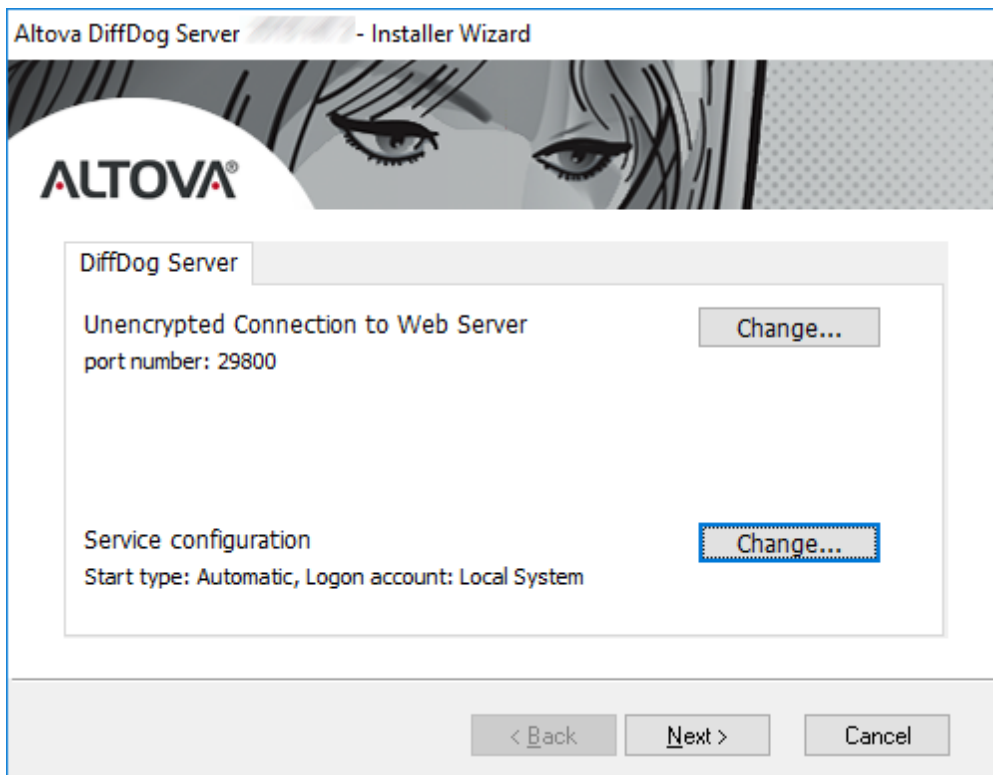 Altova DiffDog Server - Installer Wizard
ALTOVA®
DiffDog Server
Unencrypted Connection to Web Server
Change...
port number: 29800
Service configuration
Change...
Start type: Automatic, Logon account: Local System
< Back
Next >
Cancel